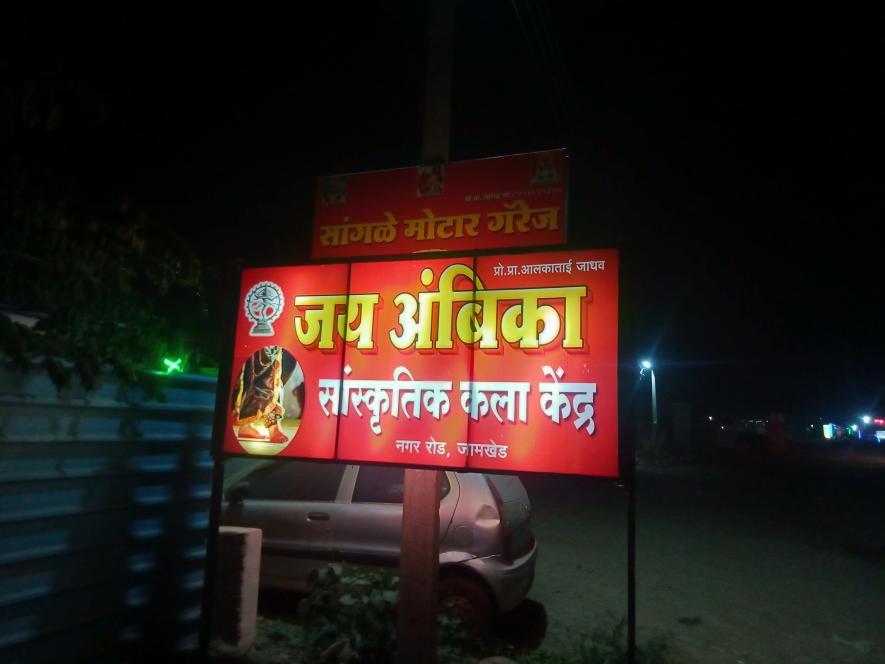 सांगळे मोटार गॅरेज
प्रो.प्रा.आलकाताई जाधव
जय अंबिका
सांस्कृतिक कला केंद्र
नगर रोड, जामखेड